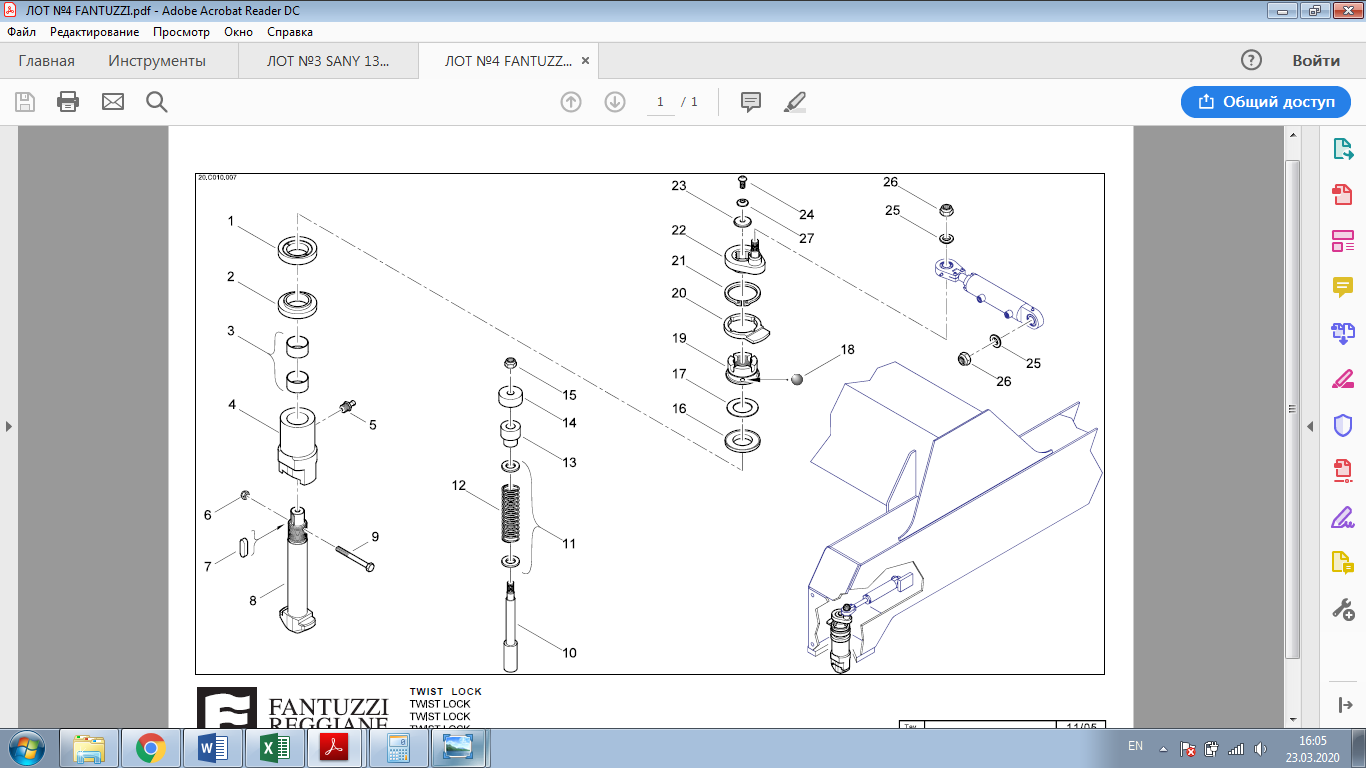 ЛОТ №4 FANTUZZI.pdf - Adobe Acrobat Reader DC
Файл Редактирование Просмотр Окно Справка
Главная Инструменты ЛОТ №3 SANY 13... ЛОТ №4 FANTUZZ... ×
1 / 1 Общий доступ
? Войти
20,C010,007
1
2
3
4
5
6
7
8
9
10
11
12
13
14
15
16
17
18
19
20
21
22
23
24
27
26
25
25
26
FANTUZZI
REGGIANE
TWIST LOCK
TWIST LOCK
TWIST LOCK
TWIST LOCK
Tav.
11/05
EN
16:05
23.03.2020